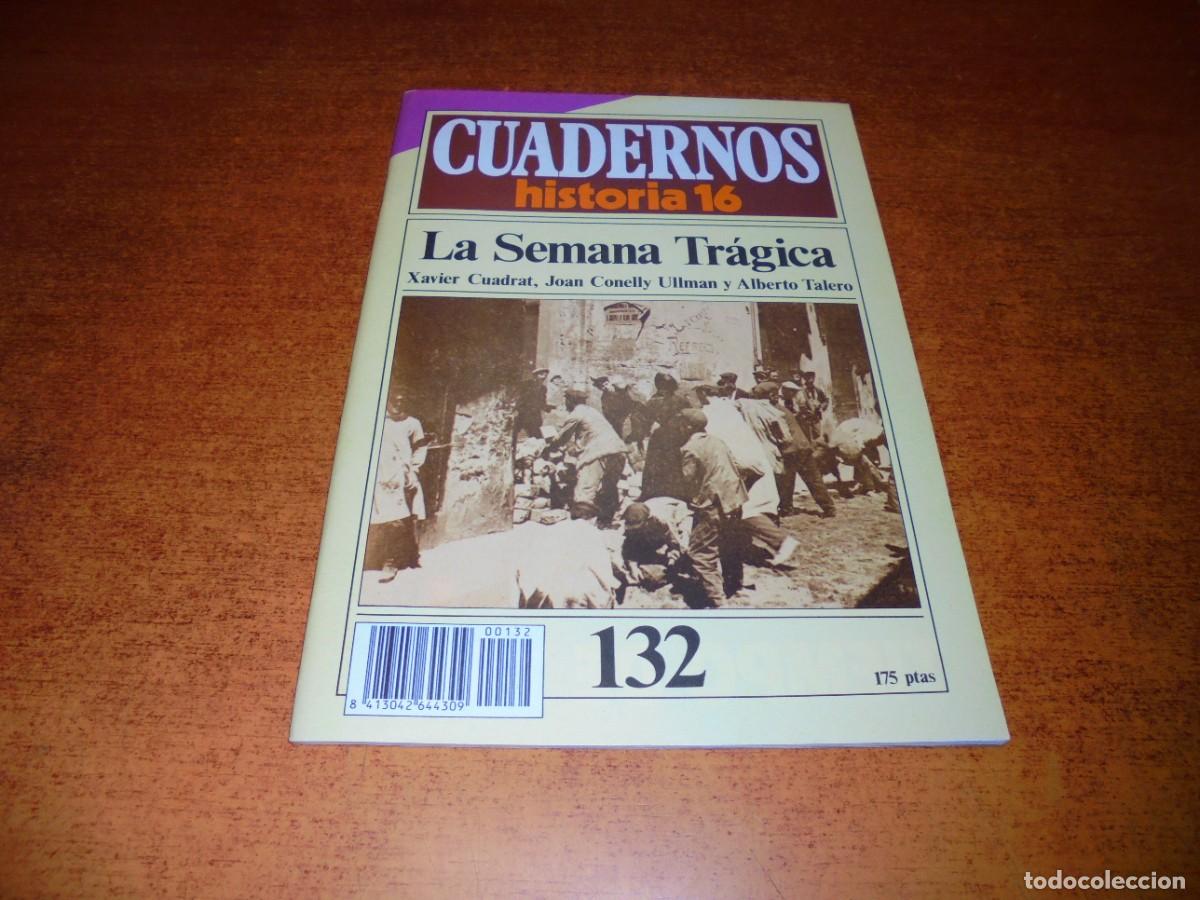 CUADERNOS
historia 16
La Semana Trágica
Xavier Cuadrat, Joan Conelly Ullman y Alberto Talero
00132
8 413042 644309
132
175 ptas
todocoleccion